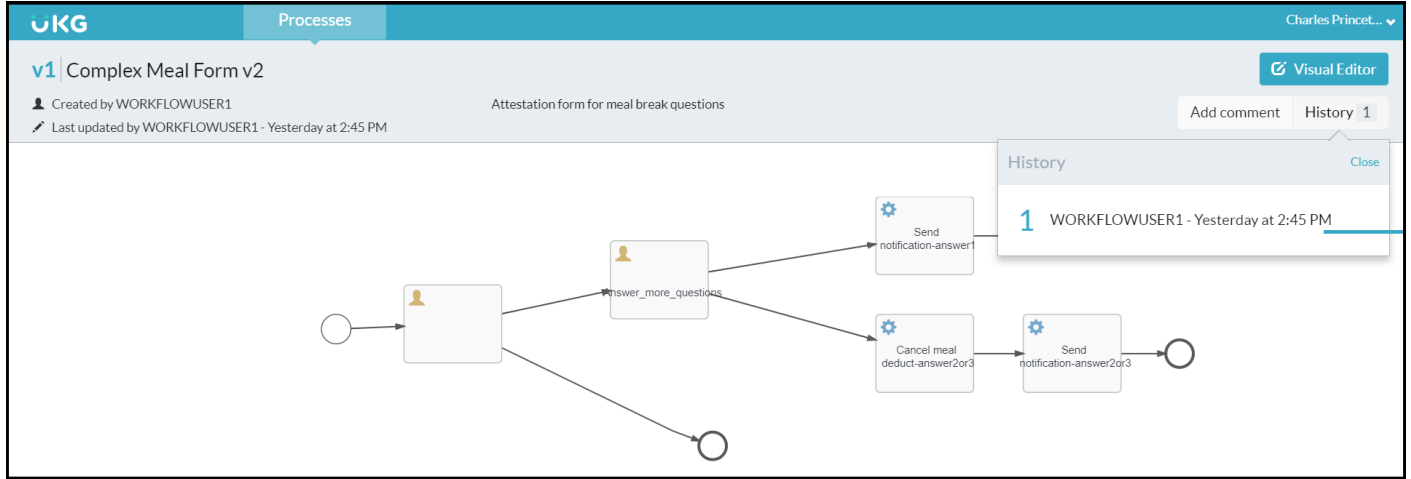 UKG
Processes
Charles Princet...
v1 Complex Meal Form v2
Visual Editor
Created by WORKFLOWUSER1
Attestation form for meal break questions
Last updated by WORKFLOWUSER1 - Yesterday at 2:45 PM
Add comment
History 1
History
Close
1 WORKFLOWUSER1 - Yesterday at 2:45 PM
Send
notification-answer1
Answer_more_questions
Cancel meal
deduct-answer2or3
Send
notification-answer2or3